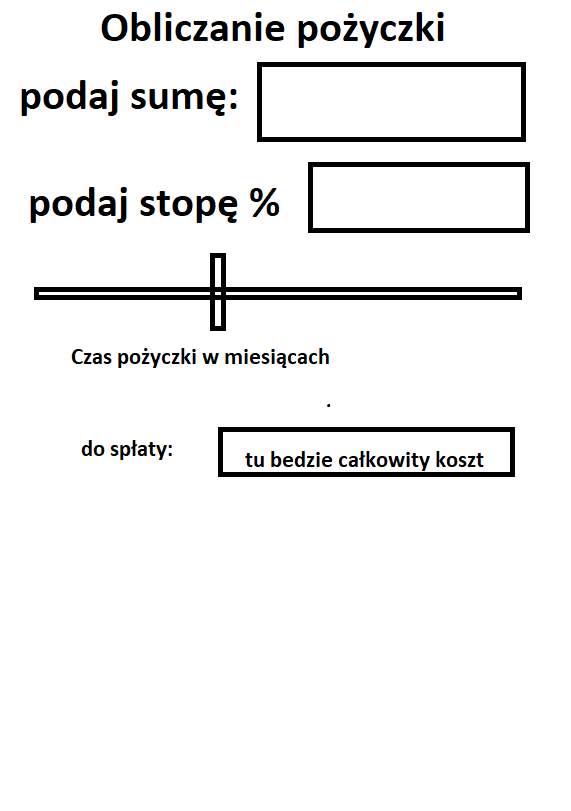 Obliczanie pożyczki
podaj sumę:
podaj stopę %
Czas pożyczki w miesiącach
.
do spłaty:
tu bedzie całkowity koszt